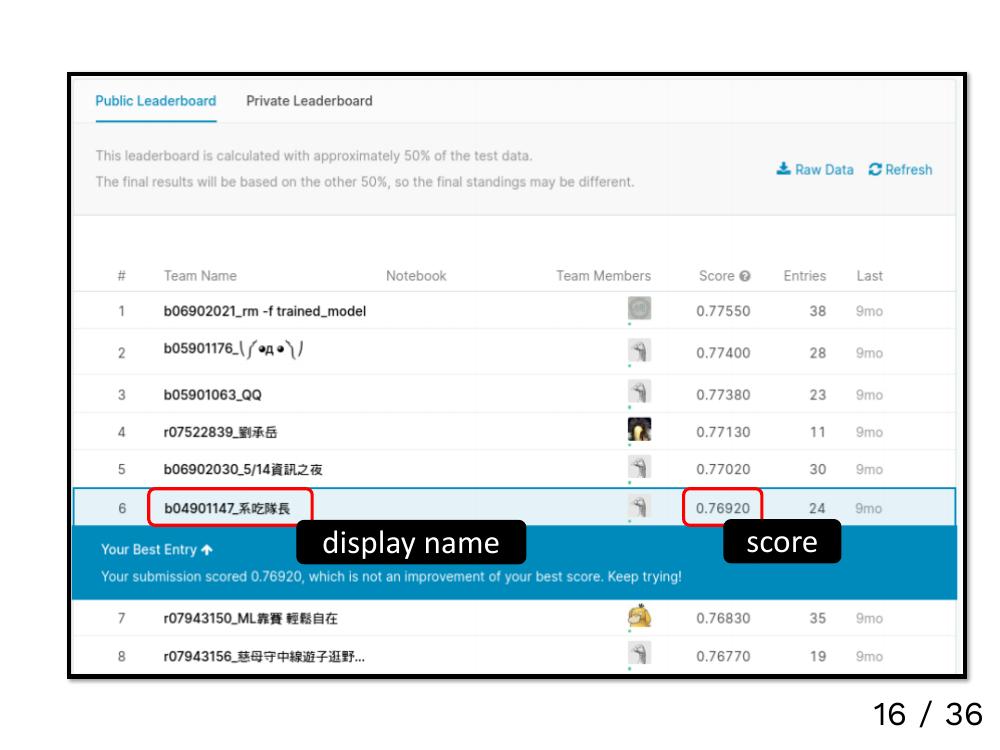 Public Leaderboard Private Leaderboard
This leaderboard is calculated with approximately 50% of the test data.
The final results will be based on the other 50%, so the final standings may be different.
Raw Data Refresh
# Team Name Notebook Team Members Score Entries Last
1 b06902021_rm -f trained_model 0.77550 38 9mo
2 b05901176_⎝⎛●д●⎞⎠ 0.77400 28 9mo
3 b05901063_QQ 0.77380 23 9mo
4 r07522839_劉承岳 0.77130 11 9mo
5 b06902030_5/14資訊之夜 0.77020 30 9mo
6 b04901147_系吃隊長 0.76920 24 9mo
display name score
Your Best Entry
Your submission scored 0.76920, which is not an improvement of your best score. Keep trying!
7 r07943150_ML靠賽 輕鬆自在 0.76830 35 9mo
8 r07943156_慈母守中線遊子逛野... 0.76770 19 9mo
16 / 36